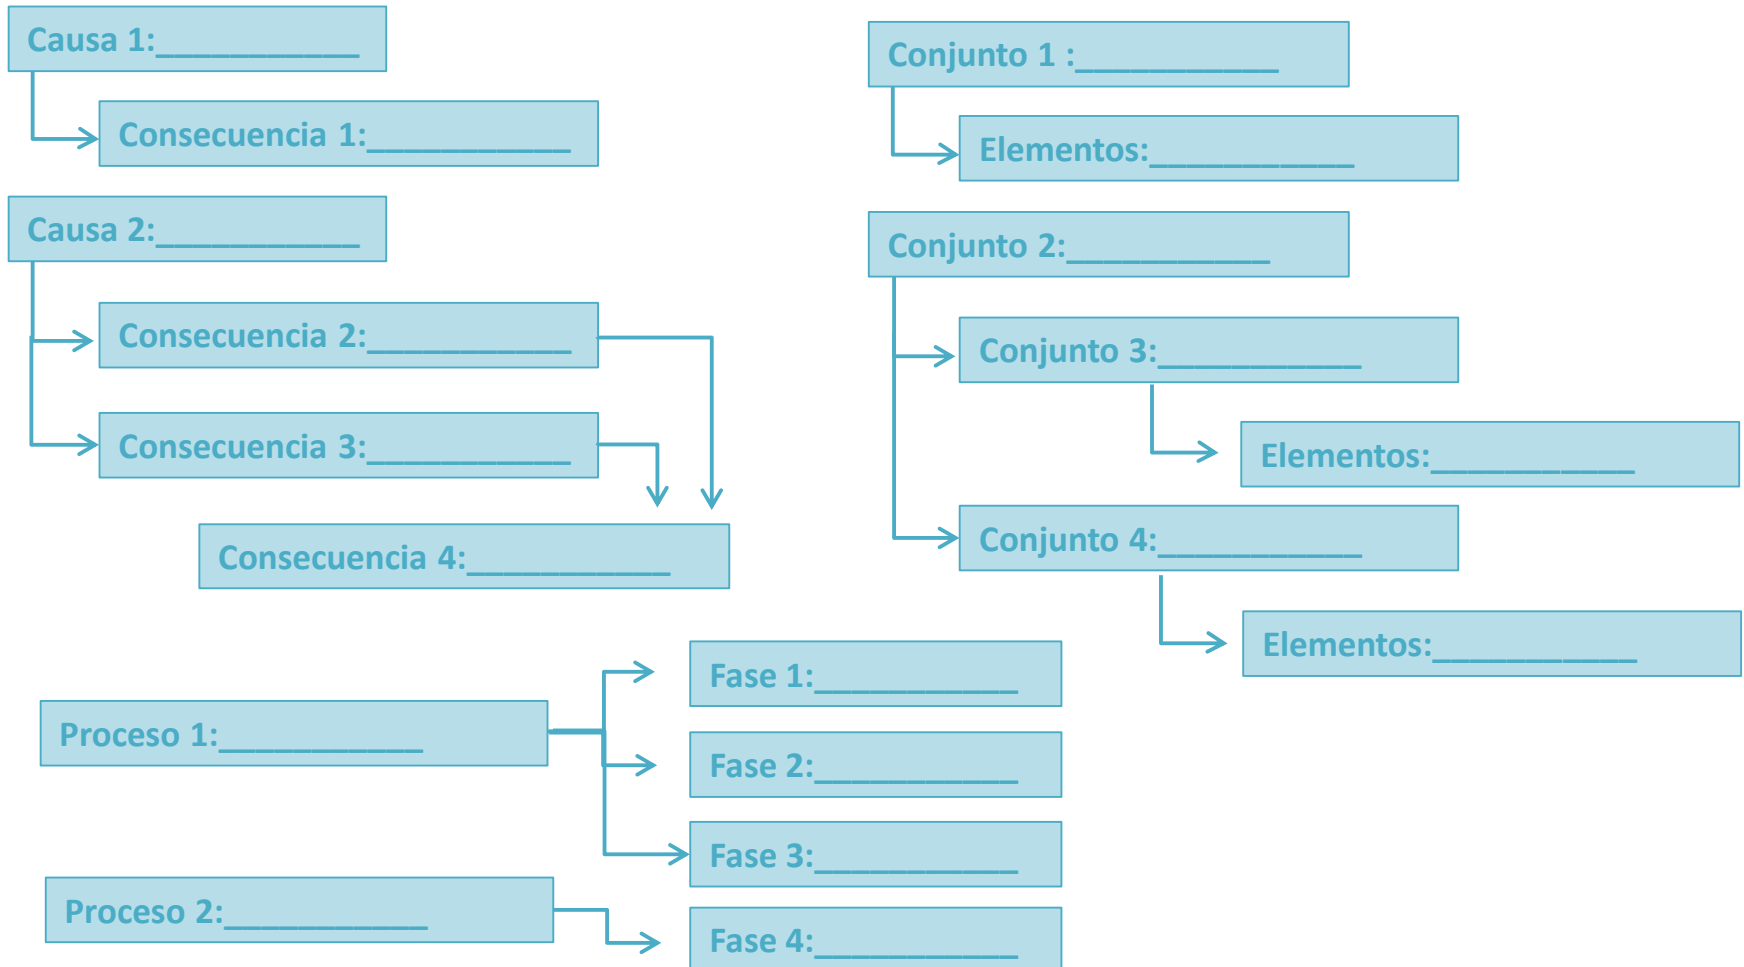 Causa 1:___________
Consecuencia 1:___________
Causa 2:___________
Consecuencia 2:___________
Consecuencia 3:___________
Consecuencia 4:___________
Conjunto 1 :___________
Elementos:___________
Conjunto 2:___________
Conjunto 3:___________
Elementos:___________
Conjunto 4:___________
Elementos:___________
Proceso 1:___________
Fase 1:___________
Fase 2:___________
Fase 3:___________
Proceso 2:___________
Fase 4:___________